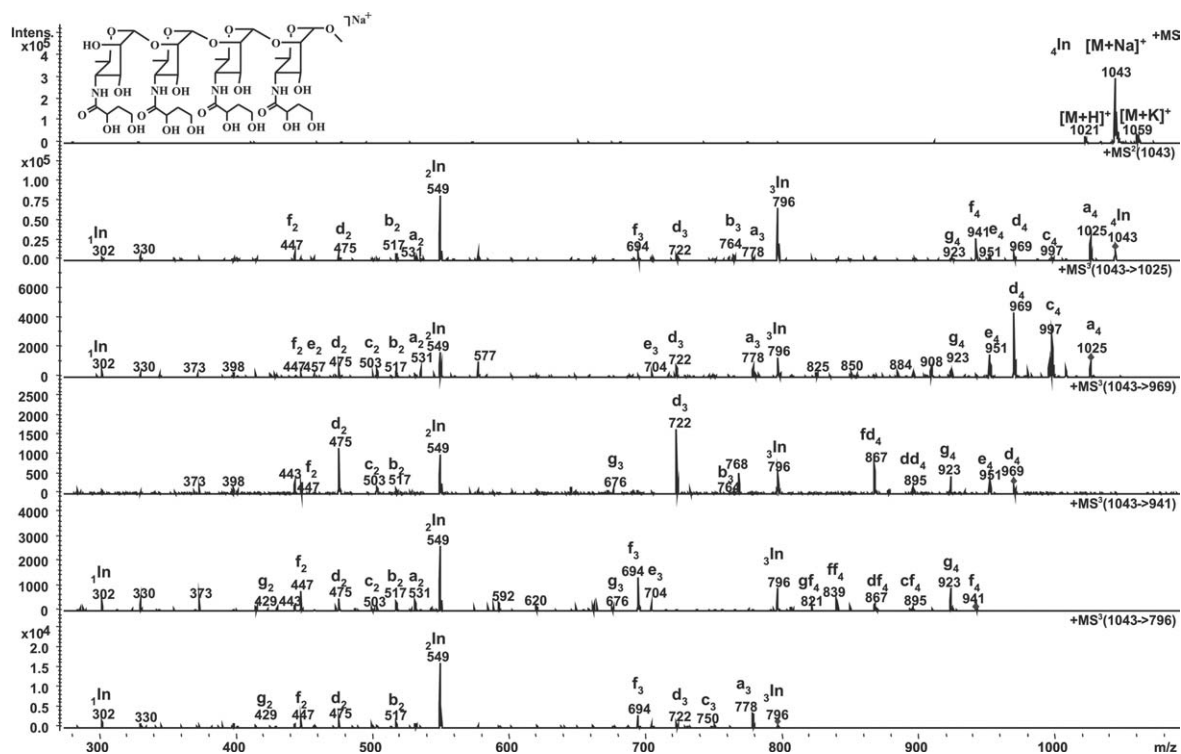 Intens.
x10⁵
4
3
2
1
0
HO O O O O O O O O
OH OH OH OH
NH NH NH NH
O O O O
OH OH OH OH OH OH OH OH
⁊Na⁺
₄In [M+Na]⁺ +MS
1043
[M+H]⁺ [M+K]⁺
1021 1059
+MS²(1043)
x10⁵
1.00
0.75
0.50
0.25
0.00
₁In 302
330
f₂ 447
d₂ 475
b₂ 517
a₂ 531
₂In 549
f₃ 694
d₃ 722
b₃ 764
a₃ 778
₃In 796
g₄ 923
f₄ 941
e₄ 951
d₄ 969
c₄ 997
a₄ 1025
₄In 1043
+MS³(1043->1025)
6000
4000
2000
0
₁In 302
330
373
398
f₂ 447
e₂ 457
d₂ 475
c₂ 503
b₂ 517
a₂ 531
₂In 549
577
e₃ 704
d₃ 722
a₃ 778
₃In 796
825
850
884
908
g₄ 923
e₄ 951
d₄ 969
c₄ 997
a₄ 1025
+MS³(1043->969)
2500
2000
1500
1000
500
0
373
398
443
f₂ 447
d₂ 475
c₂ 503
b₂ 517
₂In 549
g₃ 676
d₃ 722
b₃ 764
768
₃In 796
fd₄ 867
dd₄ 895
g₄ 923
e₄ 951
d₄ 969
+MS³(1043->941)
4000
3000
2000
1000
0
₁In 302
330
373
g₂ 429
443
f₂ 447
d₂ 475
c₂ 503
b₂ 517
a₂ 531
₂In 549
592
620
g₃ 676
f₃ 694
e₃ 704
₃In 796
gf₄ 821
ff₄ 839
df₄ 867
cf₄ 895
g₄ 923
f₄ 941
+MS³(1043->796)
x10⁴
2.0
1.5
1.0
0.5
0.0
₁In 302
330
g₂ 429
f₂ 447
d₂ 475
b₂ 517
₂In 549
f₃ 694
d₃ 722
c₃ 750
a₃ 778
₃In 796
300 400 500 600 700 800 900 1000 m/z